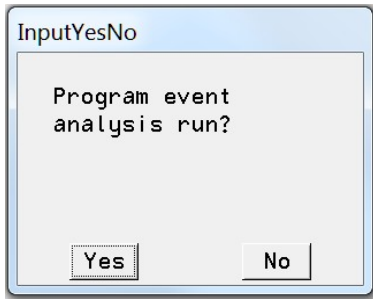 InputYesNo
Program event
analysis run?
Yes No